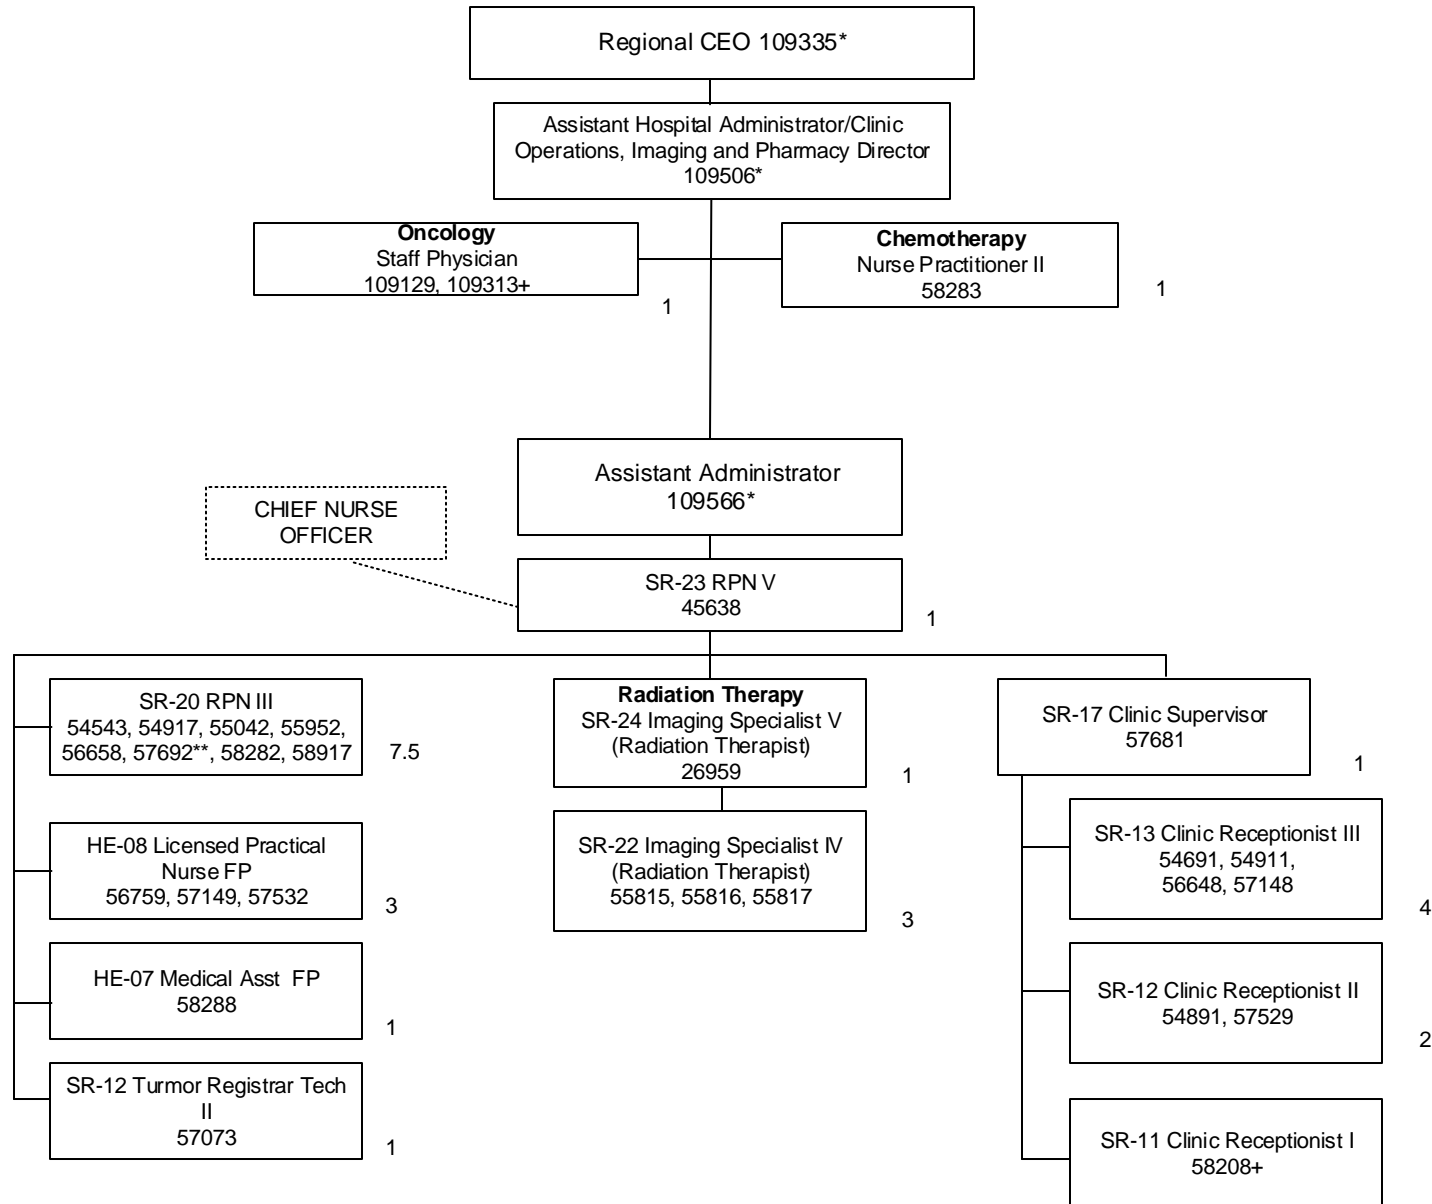 Regional CEO 109335*
Assistant Hospital Administrator/Clinic
Operations, Imaging and Pharmacy Director
109506*
Oncology
Staff Physician
109129, 109313+
1
Chemotherapy
Nurse Practitioner II
58283
1
Assistant Administrator
109566*
CHIEF NURSE
OFFICER
SR-23 RPN V
45638
1
SR-20 RPN III
54543, 54917, 55042, 55952,
56658, 57692**, 58282, 58917
7.5
HE-08 Licensed Practical
Nurse FP
56759, 57149, 57532
3
HE-07 Medical Asst FP
58288
1
SR-12 Turmor Registrar Tech
II
57073
1
Radiation Therapy
SR-24 Imaging Specialist V
(Radiation Therapist)
26959
1
SR-22 Imaging Specialist IV
(Radiation Therapist)
55815, 55816, 55817
3
SR-17 Clinic Supervisor
57681
1
SR-13 Clinic Receptionist III
54691, 54911,
56648, 57148
4
SR-12 Clinic Receptionist II
54891, 57529
2
SR-11 Clinic Receptionist I
58208+